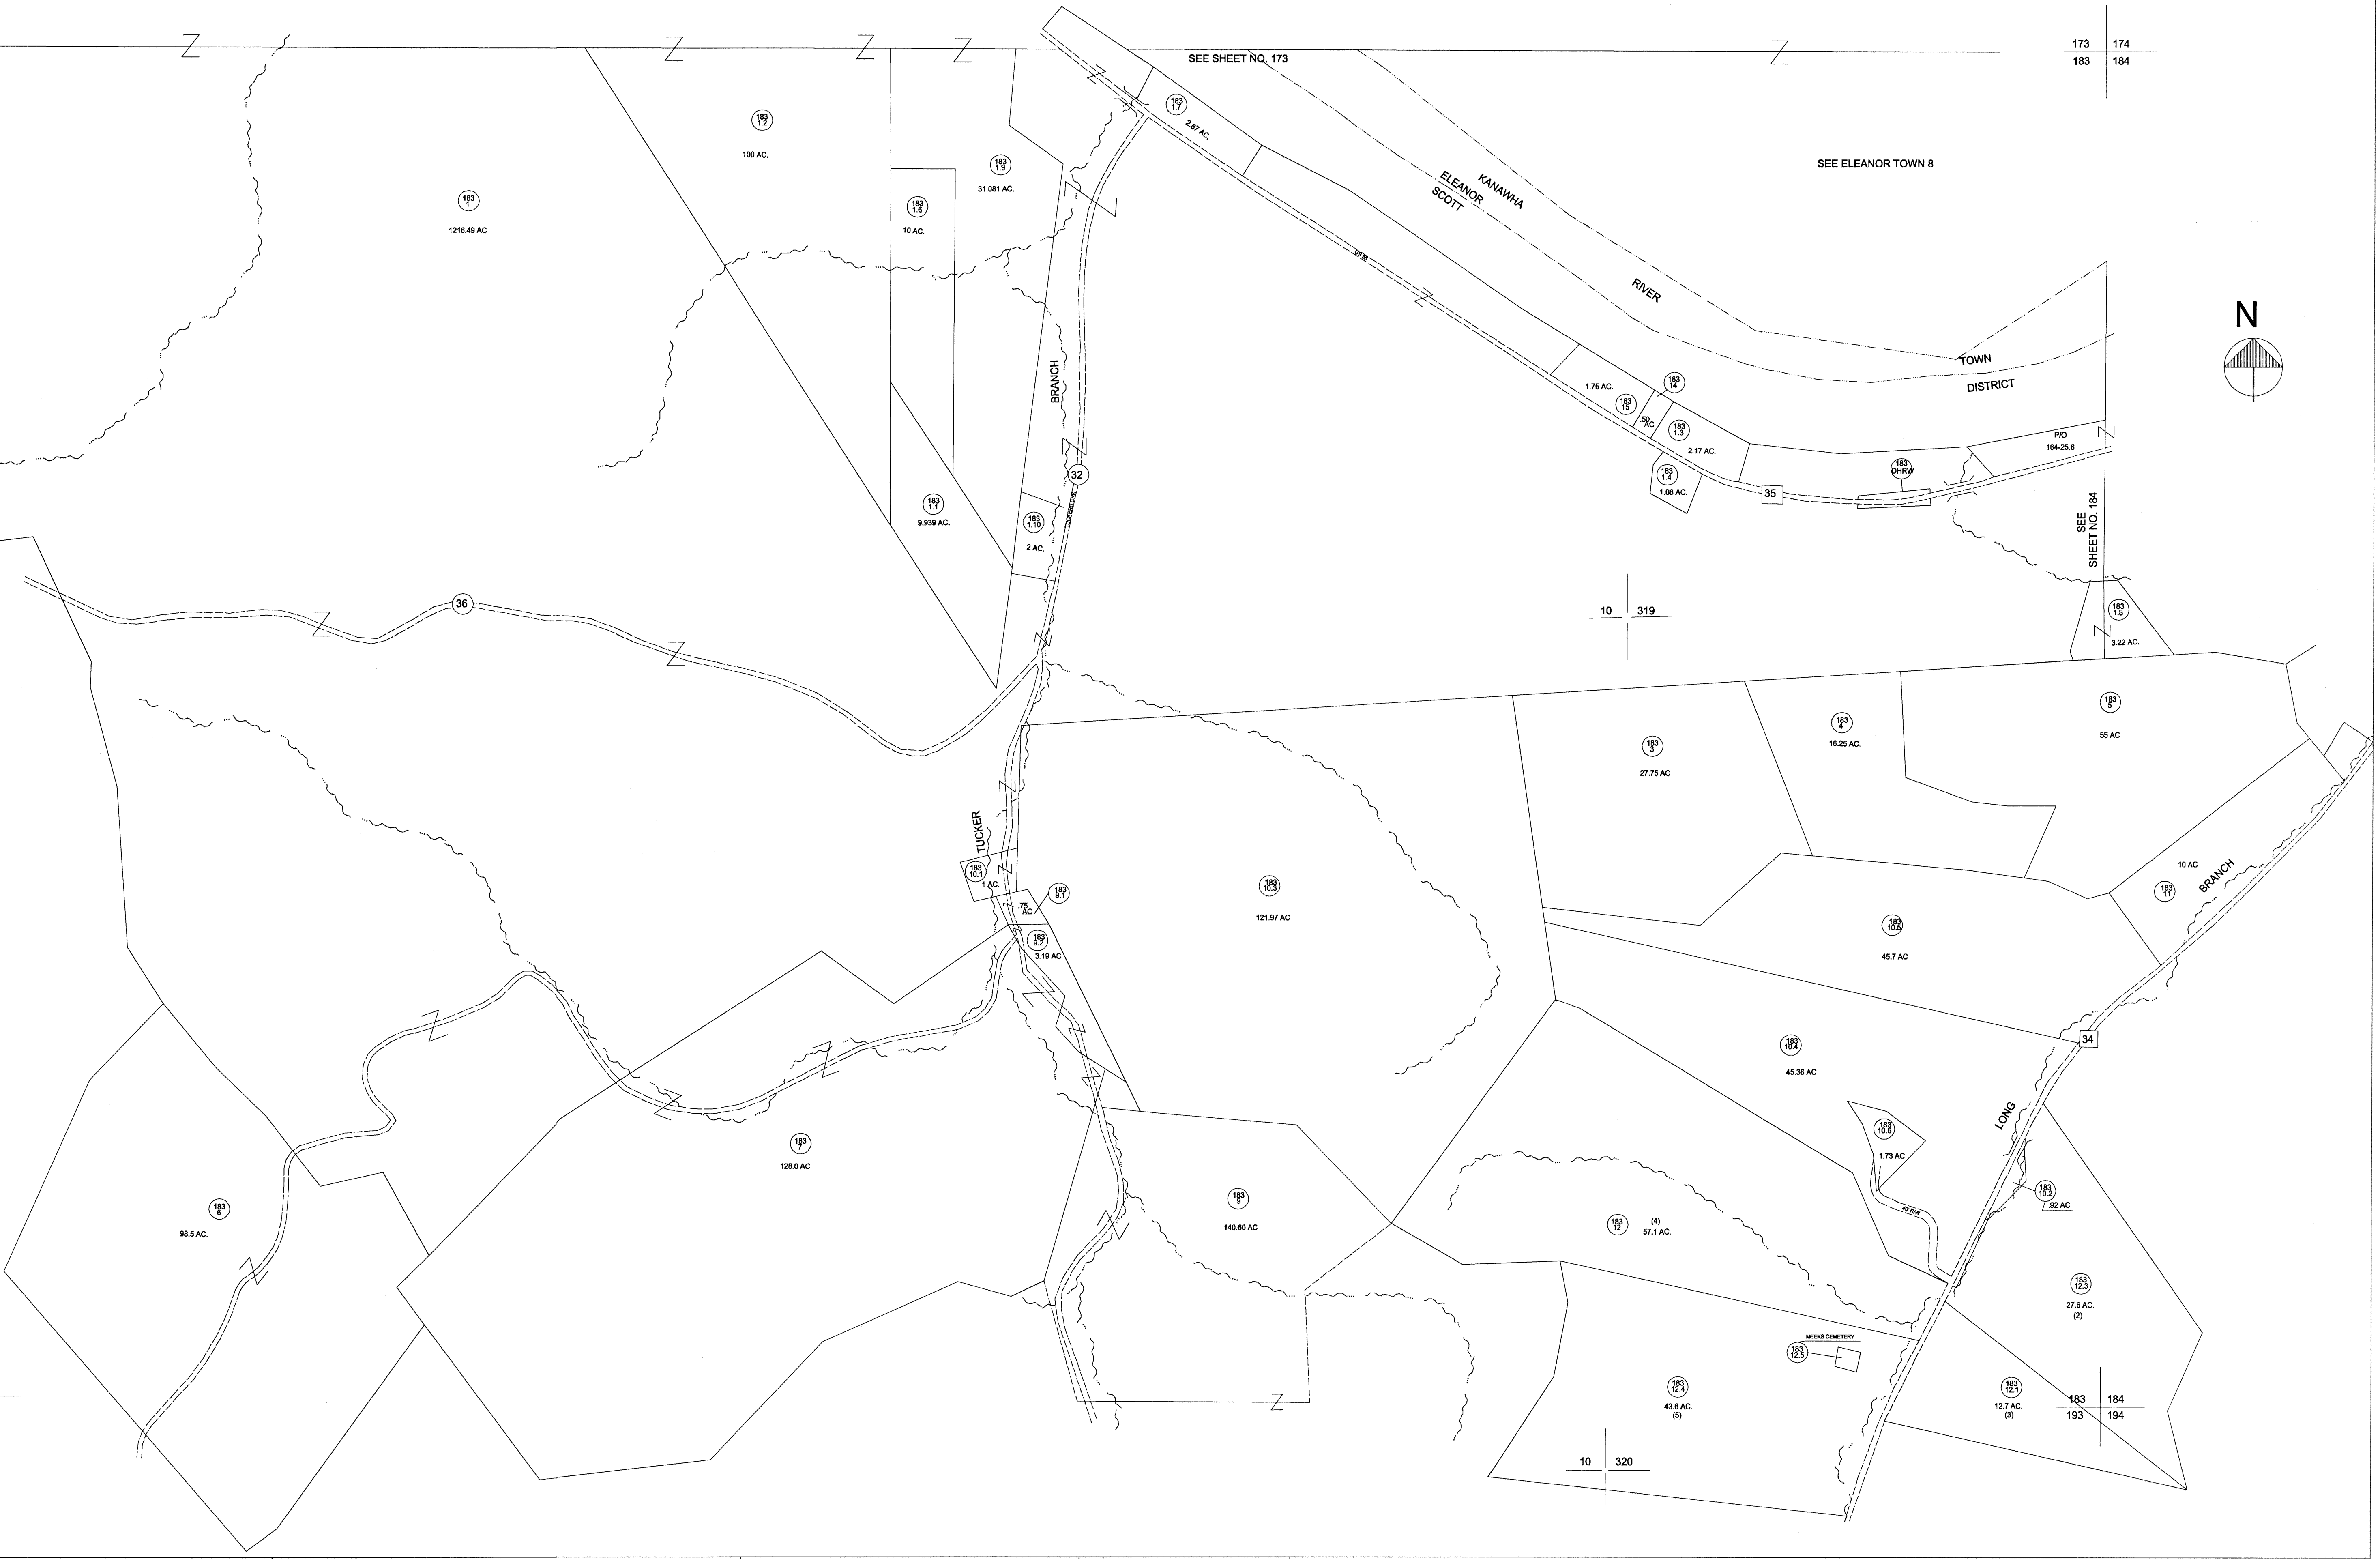 SEE SHEET NO. 173
173 174
183 184
183
1.7
2.67 AC.
183
1.2
100 AC.
183
1.9
31.081 AC.
SEE ELEANOR TOWN 8
183
1
1216.49 AC
183
1.6
10 AC.
ELEANOR
SCOTT
KANAWHA
RIVER
US 35
N
TOWN
DISTRICT
BRANCH
183
14
1.75 AC.
183
15
.50
AC
183
1.3
2.17 AC.
P/O
164-25.6
183
DHRW
183
1.4
1.08 AC.
35
32
183
1.1
9.939 AC.
183
1.10
2 AC.
SEE
SHEET NO. 184
36
10 319
183
1.8
3.22 AC.
183
3
27.75 AC
183
4
16.25 AC.
183
5
55 AC
TUCKER
183
10.1
1 AC.
183
9.1
.75
AC
183
9.2
3.19 AC
183
10.3
121.97 AC
10 AC
183
11
BRANCH
183
10.5
45.7 AC
34
183
10.4
45.36 AC
LONG
183
10.6
1.73 AC
40' R/W
183
10.2
.92 AC
183
7
128.0 AC
183
6
98.5 AC.
183
9
140.60 AC
183
12
(4)
57.1 AC.
183
12.3
27.6 AC.
(2)
MEEKS CEMETERY
183
12.5
183
12.4
43.6 AC.
(5)
183
12.1
12.7 AC.
(3)
183 184
193 194
10 320